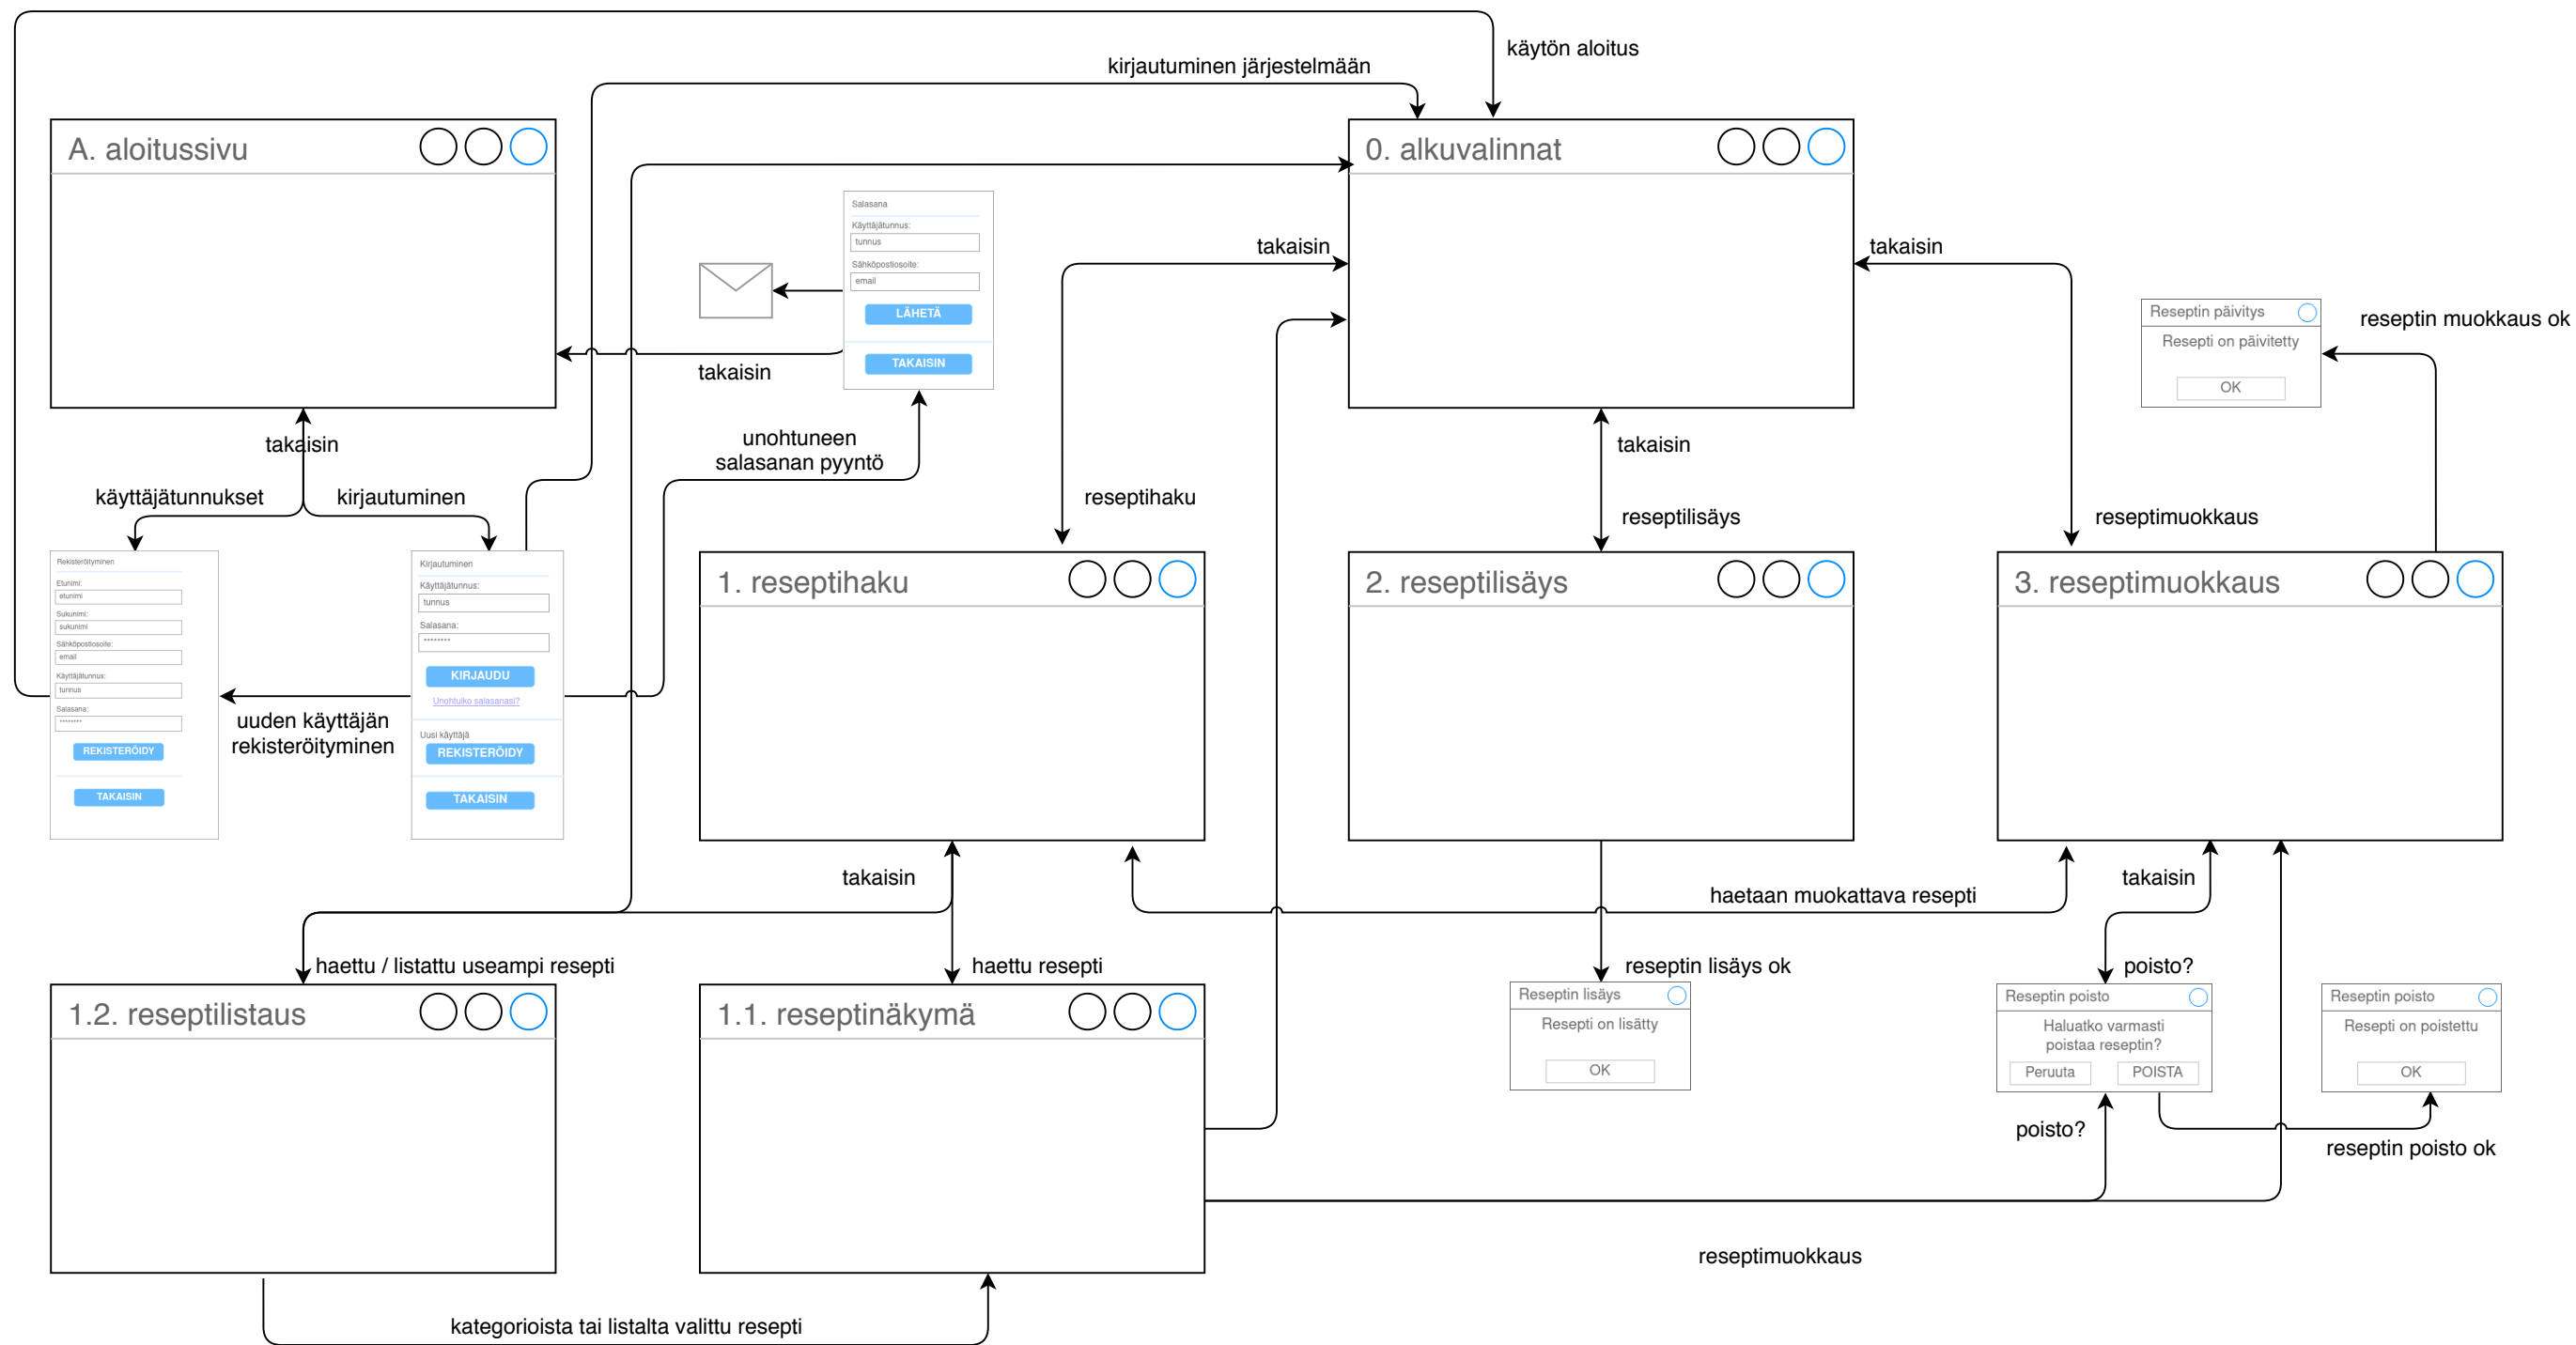 käytön aloitus
kirjautuminen järjestelmään
A. aloitussivu
0. alkuvalinnat
Salasana
Käyttäjätunnus:
tunnus
Sähköpostiosoite:
email
LÄHETÄ
TAKAISIN
takaisin
takaisin
takaisin
Reseptin päivitys
Resepti on päivitetty
OK
reseptin muokkaus ok
takaisin
unohtuneen
salasanan pyyntö
takaisin
käyttäjätunnukset
kirjautuminen
reseptihaku
takaisin
reseptilisäys
reseptimuokkaus
Rekisteröityminen
Etunimi:
etunimi
Sukunimi:
sukunimi
Sähköpostiosoite:
email
Käyttäjätunnus:
tunnus
Salasana:
********
REKISTERÖIDY
TAKAISIN
uuden käyttäjän
rekisteröityminen
Kirjautuminen
Käyttäjätunnus:
tunnus
Salasana:
********
KIRJAUDU
Unohtuiko salasanasi?
Uusi käyttäjä
REKISTERÖIDY
TAKAISIN
1. reseptihaku
2. reseptilisäys
3. reseptimuokkaus
takaisin
haetaan muokattava resepti
takaisin
haettu / listattu useampi resepti
haettu resepti
reseptin lisäys ok
poisto?
1.2. reseptilistaus
1.1. reseptinäkymä
Reseptin lisäys
Resepti on lisätty
OK
Reseptin poisto
Haluatko varmasti
poistaa reseptin?
Peruuta
POISTA
Reseptin poisto
Resepti on poistettu
OK
poisto?
reseptin poisto ok
reseptimuokkaus
kategorioista tai listalta valittu resepti